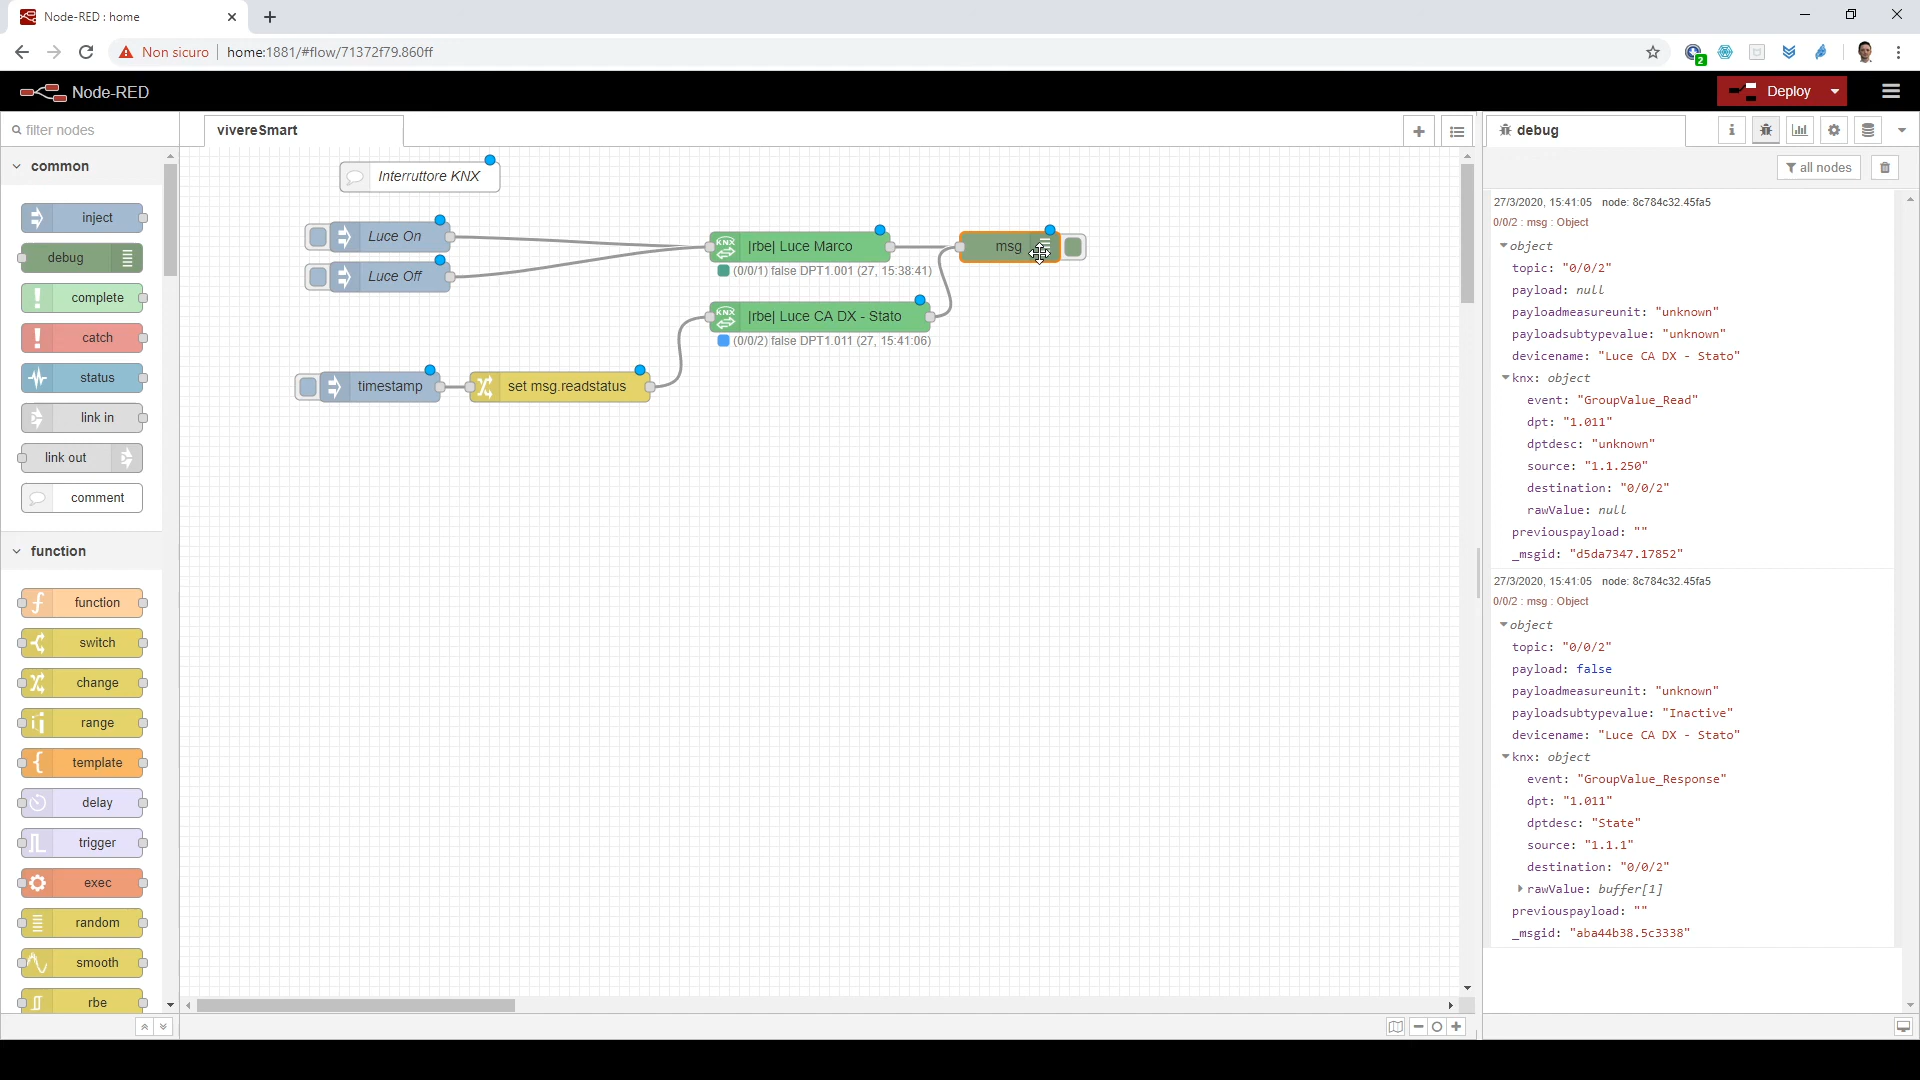 Node-RED : home
Non sicuro
home:1881/#flow/71372f79.860ff
2
Node-RED
Deploy
filter nodes
vivereSmart
debug
common
all nodes
inject
debug
complete
catch
status
link in
link out
comment
function
function
switch
change
range
template
delay
trigger
exec
random
smooth
rbe
Interruttore KNX
Luce On
Luce Off
KNX
|rbe| Luce Marco
(0/0/1) false DPT1.001 (27, 15:38:41)
msg
KNX
|rbe| Luce CA DX - Stato
(0/0/2) false DPT1.011 (27, 15:41:06)
timestamp
set msg.readstatus
27/3/2020, 15:41:05 node: 8c784c32.45fa5
0/0/2 : msg : Object
object
topic: "0/0/2"
payload: null
payloadmeasureunit: "unknown"
payloadsubtypevalue: "unknown"
devicename: "Luce CA DX - Stato"
knx: object
event: "GroupValue_Read"
dpt: "1.011"
dptdesc: "unknown"
source: "1.1.250"
destination: "0/0/2"
rawValue: null
previouspayload: ""
_msgid: "d5da7347.17852"
27/3/2020, 15:41:05 node: 8c784c32.45fa5
0/0/2 : msg : Object
object
topic: "0/0/2"
payload: false
payloadmeasureunit: "unknown"
payloadsubtypevalue: "Inactive"
devicename: "Luce CA DX - Stato"
knx: object
event: "GroupValue_Response"
dpt: "1.011"
dptdesc: "State"
source: "1.1.1"
destination: "0/0/2"
rawValue: buffer[1]
previouspayload: ""
_msgid: "aba44b38.5c3338"